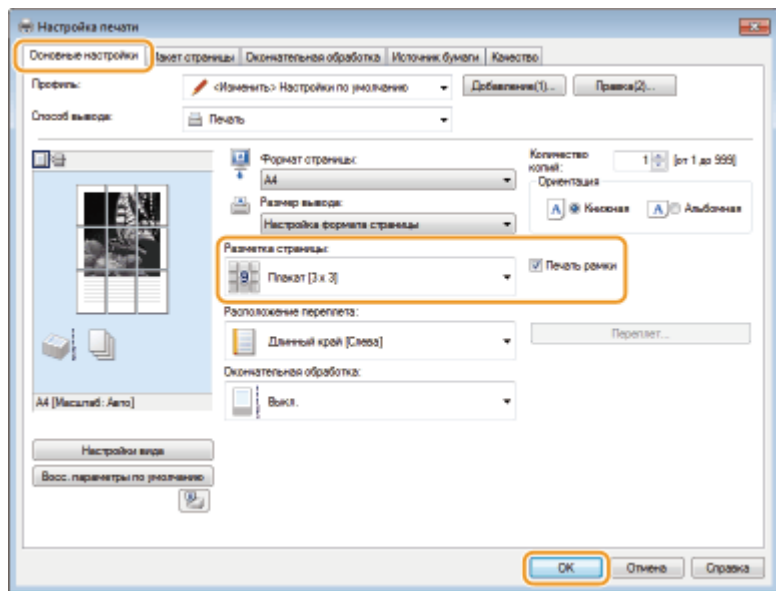 Настройка печати
Основные настройки Макет страницы Окончательная обработка Источник бумаги Качество
Профиль: <Изменить> Настройки по умолчанию Добавление(1)... Правка(2)...
Способ вывода: Печать
Формат страницы:
A4
Размер вывода:
Настройка формата страницы
Количество копий: 1 [от 1 до 999]
Ориентация
A Книжная A Альбомная
Разметка страницы:
9 Плакат [3 x 3] Печать рамки
Расположение переплета:
Длинный край [Слева] Переплет...
Окончательная обработка:
Выкл.
A4 [Масштаб: Авто]
Настройки вида
Восс. параметры по умолчанию
OK Отмена Справка